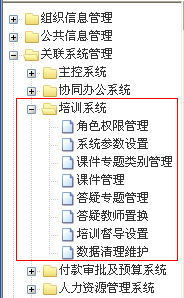 组织信息管理
公共信息管理
关联系统管理
主控系统
协同办公系统
培训系统
角色权限管理
系统参数设置
课件专题类别管理
课件管理
答疑专题管理
答疑教师置换
培训督导设置
数据清理维护
付款审批及预算系统
人力资源管理系统